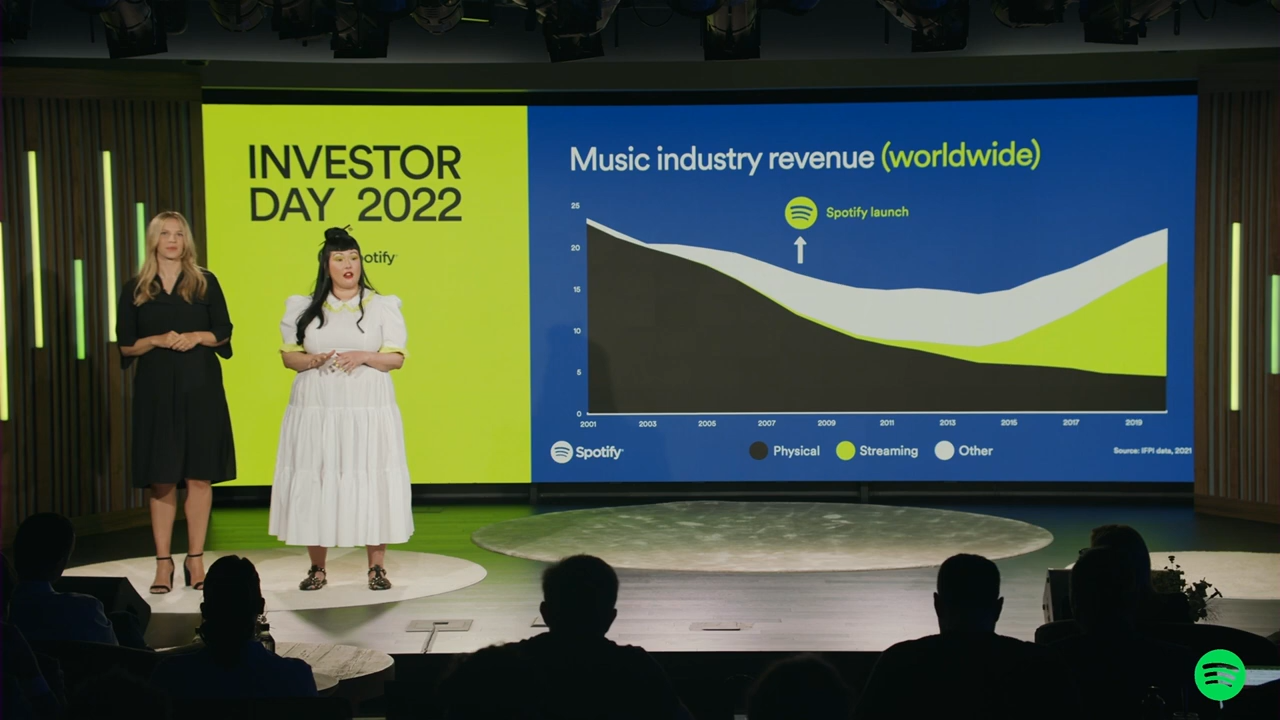 INVESTOR
DAY 2022
otify
Music industry revenue (worldwide)
Spotify launch
25
20
15
10
5
0
2001
2003
2005
2007
2009
2011
2013
2015
2017
2019
Spotify
Physical
Streaming
Other
Source: IFPI data, 2021